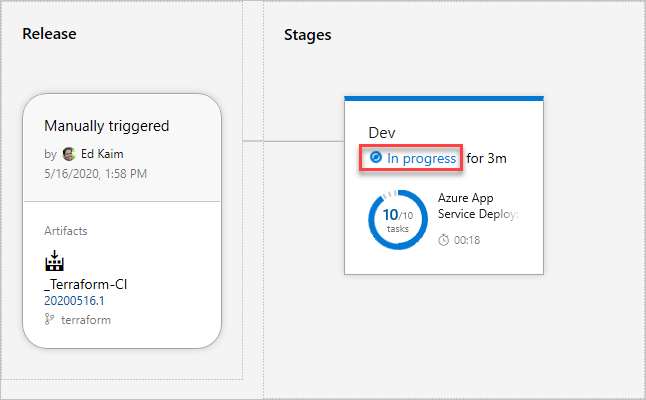 Release
Manually triggered
by Ed Kaim
5/16/2020, 1:58 PM
Artifacts
_Terraform-CI
20200516.1
terraform
Stages
Dev
In progress for 3m
10/10
tasks
Azure App
Service Deploy:
00:18